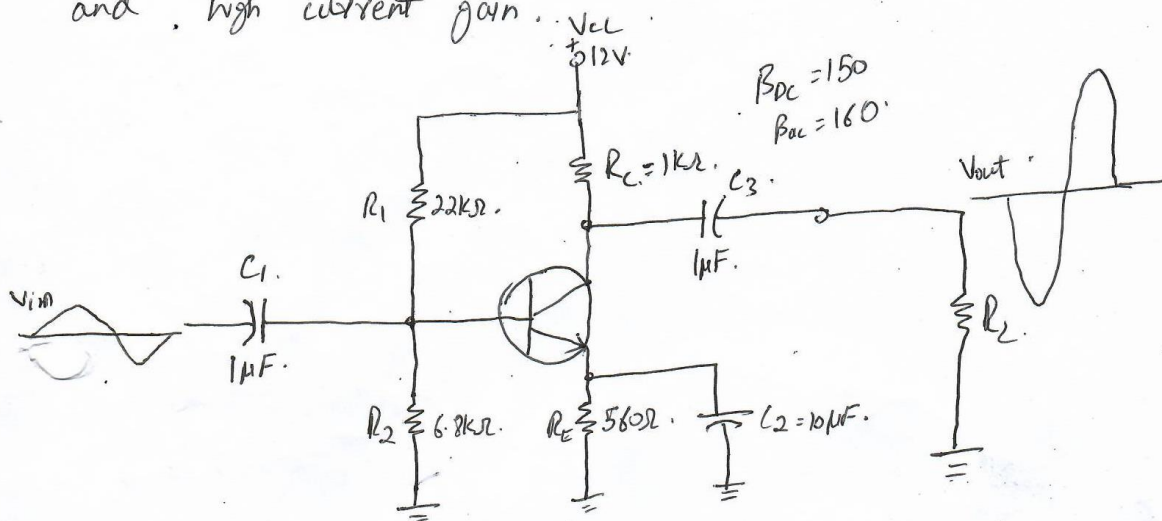 and . high current gain.
Vcc
+
12V.
βDC = 150
βac = 160
RC = 1KΩ.
C3.
Vout
R1 22KΩ.
1μF.
C1.
Vin
1μF.
RL.
R2 6.8KΩ.
RE 560Ω.
C2 = 10μF.